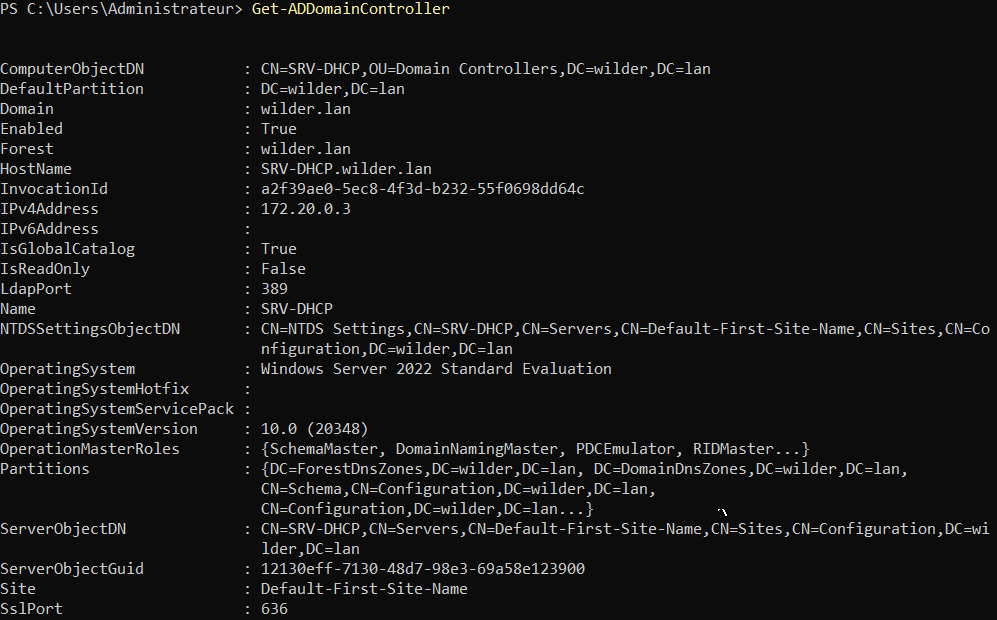 PS C:\Users\Administrateur> Get-ADDomainController
ComputerObjectDN           : CN=SRV-DHCP,OU=Domain Controllers,DC=wilder,DC=lan
DefaultPartition           : DC=wilder,DC=lan
Domain                     : wilder.lan
Enabled                    : True
Forest                     : wilder.lan
HostName                   : SRV-DHCP.wilder.lan
InvocationId               : a2f39ae0-5ec8-4f3d-b232-55f0698dd64c
IPv4Address                : 172.20.0.3
IPv6Address                :
IsGlobalCatalog            : True
IsReadOnly                 : False
LdapPort                   : 389
Name                       : SRV-DHCP
NTDSSettingsObjectDN       : CN=NTDS Settings,CN=SRV-DHCP,CN=Servers,CN=Default-First-Site-Name,CN=Sites,CN=Co
                             nfiguration,DC=wilder,DC=lan
OperatingSystem            : Windows Server 2022 Standard Evaluation
OperatingSystemHotfix      :
OperatingSystemServicePack :
OperatingSystemVersion     : 10.0 (20348)
OperationMasterRoles       : {SchemaMaster, DomainNamingMaster, PDCEmulator, RIDMaster...}
Partitions                 : {DC=ForestDnsZones,DC=wilder,DC=lan, DC=DomainDnsZones,DC=wilder,DC=lan,
                             CN=Schema,CN=Configuration,DC=wilder,DC=lan,
                             CN=Configuration,DC=wilder,DC=lan...}
ServerObjectDN             : CN=SRV-DHCP,CN=Servers,CN=Default-First-Site-Name,CN=Sites,CN=Configuration,DC=wi
                             lder,DC=lan
ServerObjectGuid           : 12130eff-7130-48d7-98e3-69a58e123900
Site                       : Default-First-Site-Name
SslPort                    : 636